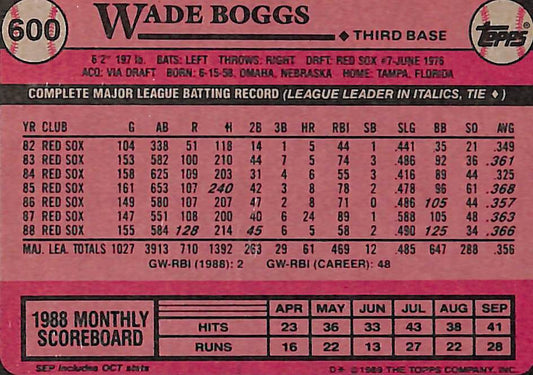 600
WADE BOGGS
♦ THIRD BASE
TOPPS
6'2" 197 lb. BATS: LEFT THROWS: RIGHT DRFT: RED SOX #7-JUNE 1976
ACQ: VIA DRAFT BORN: 6-15-58, OMAHA, NEBRASKA HOME: TAMPA, FLORIDA
COMPLETE MAJOR LEAGUE BATTING RECORD (LEAGUE LEADER IN ITALICS, TIE ♦)
YR CLUB G AB R H 2B 3B HR RBI SB SLG BB SO AVG
82 RED SOX 104 338 51 118 14 1 5 44 1 .441 35 21 .349
83 RED SOX 153 582 100 210 44 7 5 74 3 .486 92 36 .361
84 RED SOX 158 625 109 203 31 4 6 55 3 .416 89 44 .325
85 RED SOX 161 653 107 240 42 3 8 78 2 .478 96 61 .368
86 RED SOX 149 580 107 207 47 2 8 71 0 .486 105 44 .357
87 RED SOX 147 551 108 200 40 6 24 89 1 .588 105 48 .363
88 RED SOX 155 584 128 214 45 6 5 58 2 .490 125 34 .366
MAJ. LEA. TOTALS 1027 3913 710 1392 263 29 61 469 12 .485 647 288 .356
GW-RBI (1988): 2 GW-RBI (CAREER): 48
1988 MONTHLY SCOREBOARD
APR MAY JUN JUL AUG SEP
HITS 23 36 33 43 38 41
RUNS 16 22 13 27 22 28
SEP includes OCT stats
D* © 1989 THE TOPPS COMPANY, INC.